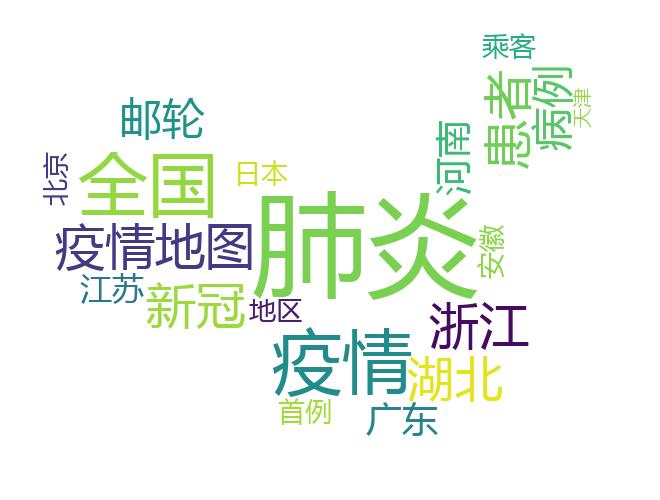 乘客
患者
病例
天津
邮轮
河南
北京
全国
日本
肺炎
疫情地图
安徽
江苏
新冠
地区
浙江
疫情
湖北
首例
广东